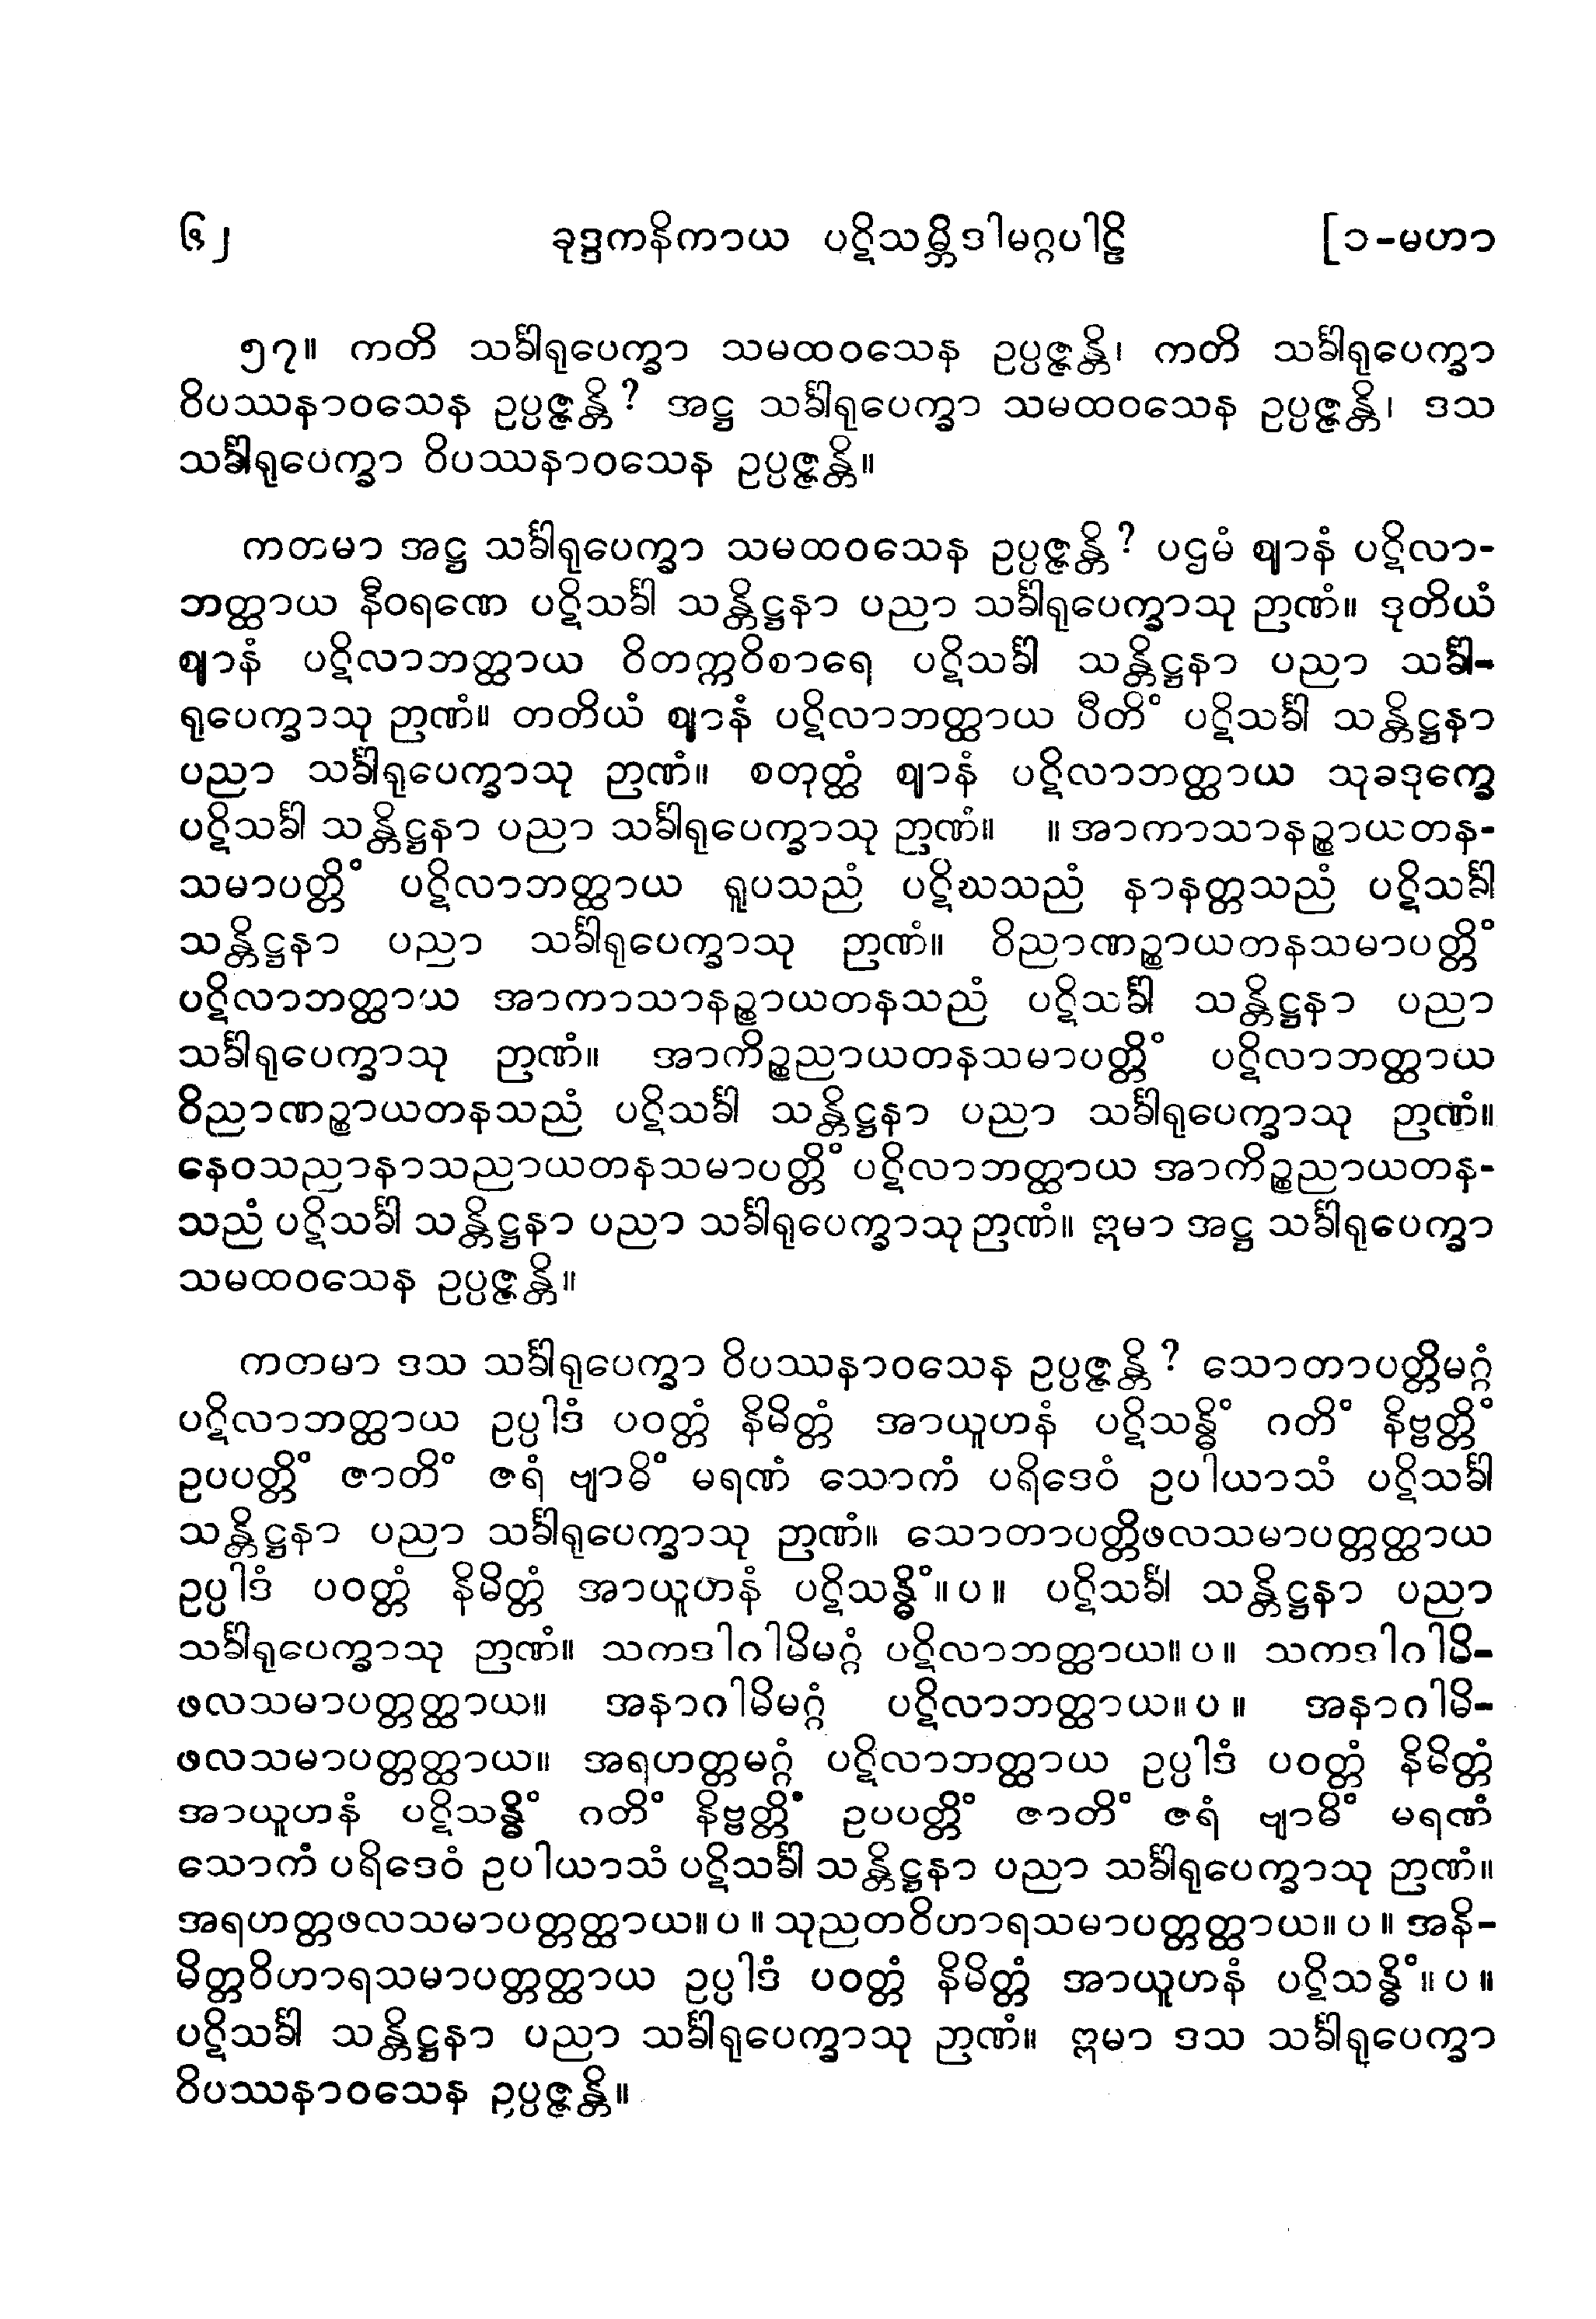 ၆၂ ခုဒ္ဒကနိကာယ ပဋိသမ္ဘိဒါမဂ္ဂပါဠိ [၁-မဟာ
၅၇။ ကတိ သင်္ခါရုပေက္ခာ သမထဝသေန ဥပ္ပဇ္ဇန္တိ၊ ကတိ သင်္ခါရုပေက္ခာ
ဝိပဿနာဝသေန ဥပ္ပဇ္ဇန္တိ? အဋ္ဌ သင်္ခါရုပေက္ခာ သမထဝသေန ဥပ္ပဇ္ဇန္တိ၊ ဒသ
သင်္ခါရုပေက္ခာ ဝိပဿနာဝသေန ဥပ္ပဇ္ဇန္တိ။
ကတမာ အဋ္ဌ သင်္ခါရုပေက္ခာ သမထဝသေန ဥပ္ပဇ္ဇန္တိ? ပဌမံ ဈာနံ ပဋိလာ-
ဘတ္ထာယ နီဝရဏေ ပဋိသင်္ခါ သန္တိဋ္ဌနာ ပညာ သင်္ခါရုပေက္ခာသု ဉာဏံ။ ဒုတိယံ
ဈာနံ ပဋိလာဘတ္ထာယ ဝိတက္ကဝိစာရေ ပဋိသင်္ခါ သန္တိဋ္ဌနာ ပညာ သင်္ခါ-
ရုပေက္ခာသု ဉာဏံ။ တတိယံ ဈာနံ ပဋိလာဘတ္ထာယ ပီတိံ ပဋိသင်္ခါ သန္တိဋ္ဌနာ
ပညာ သင်္ခါရုပေက္ခာသု ဉာဏံ။ စတုတ္ထံ ဈာနံ ပဋိလာဘတ္ထာယ သုခဒုက္ခေ
ပဋိသင်္ခါ သန္တိဋ္ဌနာ ပညာ သင်္ခါရုပေက္ခာသု ဉာဏံ။ ။ အာကာသာနဉ္စာယတန-
သမာပတ္တိံ ပဋိလာဘတ္ထာယ ရူပသညံ ပဋိဃသညံ နာနတ္တသညံ ပဋိသင်္ခါ
သန္တိဋ္ဌနာ ပညာ သင်္ခါရုပေက္ခာသု ဉာဏံ။ ဝိညာဏဉ္စာယတနသမာပတ္တိံ
ပဋိလာဘတ္ထာယ အာကာသာနဉ္စာယတနသညံ ပဋိသင်္ခါ သန္တိဋ္ဌနာ ပညာ
သင်္ခါရုပေက္ခာသု ဉာဏံ။ အာကိဉ္စညာယတနသမာပတ္တိံ ပဋိလာဘတ္ထာယ
ဝိညာဏဉ္စာယတနသညံ ပဋိသင်္ခါ သန္တိဋ္ဌနာ ပညာ သင်္ခါရုပေက္ခာသု ဉာဏံ။
နေဝသညာနာသညာယတနသမာပတ္တိံ ပဋိလာဘတ္ထာယ အာကိဉ္စညာယတန-
သညံ ပဋိသင်္ခါ သန္တိဋ္ဌနာ ပညာ သင်္ခါရုပေက္ခာသု ဉာဏံ။ ဣမာ အဋ္ဌ သင်္ခါရုပေက္ခာ
သမထဝသေန ဥပ္ပဇ္ဇန္တိ။
ကတမာ ဒသ သင်္ခါရုပေက္ခာ ဝိပဿနာဝသေန ဥပ္ပဇ္ဇန္တိ? သောတာပတ္တိမဂ္ဂံ
ပဋိလာဘတ္ထာယ ဥပ္ပါဒံ ပဝတ္တံ နိမိတ္တံ အာယူဟနံ ပဋိသန္ဓိံ ဂတိံ နိဗ္ဗတ္တိံ
ဥပပတ္တိံ ဇာတိံ ဇရံ ဗျာဓိံ မရဏံ သောကံ ပရိဒေဝံ ဥပါယာသံ ပဋိသင်္ခါ
သန္တိဋ္ဌနာ ပညာ သင်္ခါရုပေက္ခာသု ဉာဏံ။ သောတာပတ္တိဖလသမာပတ္တတ္ထာယ
ဥပ္ပါဒံ ပဝတ္တံ နိမိတ္တံ အာယူဟနံ ပဋိသန္ဓိံ ။ပ။ ပဋိသင်္ခါ သန္တိဋ္ဌနာ ပညာ
သင်္ခါရုပေက္ခာသု ဉာဏံ။ သကဒါဂါမိမဂ္ဂံ ပဋိလာဘတ္ထာယ။ပ။ သကဒါဂါမိ-
ဖလသမာပတ္တတ္ထာယ။ အနာဂါမိမဂ္ဂံ ပဋိလာဘတ္ထာယ။ပ။ အနာဂါမိ-
ဖလသမာပတ္တတ္ထာယ။ အရဟတ္တမဂ္ဂံ ပဋိလာဘတ္ထာယ ဥပ္ပါဒံ ပဝတ္တံ နိမိတ္တံ
အာယူဟနံ ပဋိသန္ဓိံ ဂတိံ နိဗ္ဗတ္တိံ ဥပပတ္တိံ ဇာတိံ ဇရံ ဗျာဓိံ မရဏံ
သောကံ ပရိဒေဝံ ဥပါယာသံ ပဋိသင်္ခါ သန္တိဋ္ဌနာ ပညာ သင်္ခါရုပေက္ခာသု ဉာဏံ။
အရဟတ္တဖလသမာပတ္တတ္ထာယ။ပ။ သုညတဝိဟာရသမာပတ္တတ္ထာယ။ပ။ အနိ-
မိတ္တဝိဟာရသမာပတ္တတ္ထာယ ဥပ္ပါဒံ ပဝတ္တံ နိမိတ္တံ အာယူဟနံ ပဋိသန္ဓိံ ။ပ။
ပဋိသင်္ခါ သန္တိဋ္ဌနာ ပညာ သင်္ခါရုပေက္ခာသု ဉာဏံ။ ဣမာ ဒသ သင်္ခါရုပေက္ခာ
ဝိပဿနာဝသေန ဥပ္ပဇ္ဇန္တိ။